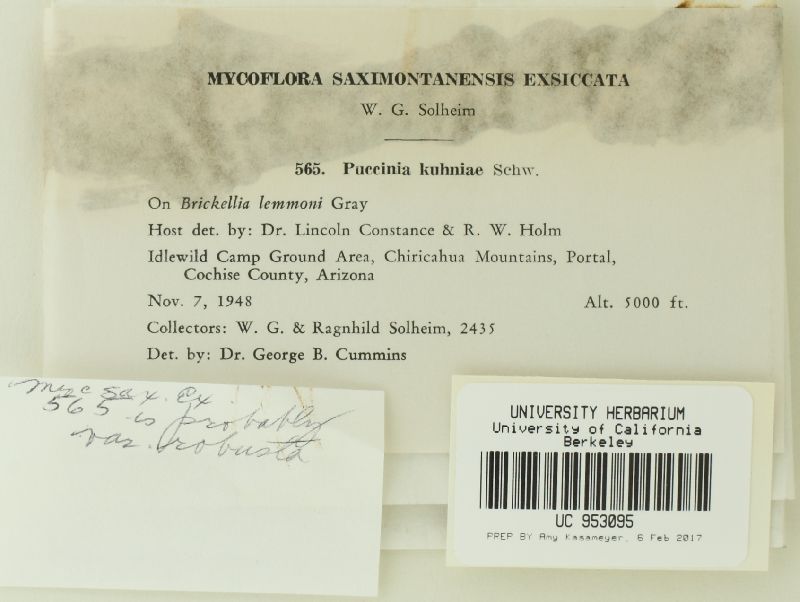 MYCOFLORA SAXIMONTANENSIS EXSICCATA
W. G. Solheim
565. Puccinia kuhniae Schw.
On Brickellia lemmoni Gray
Host det. by: Dr. Lincoln Constance & R. W. Holm
Idlewild Camp Ground Area, Chiricahua Mountains, Portal,
Cochise County, Arizona
Nov. 7, 1948 Alt. 5000 ft.
Collectors: W. G. & Ragnhild Solheim, 2435
Det. by: Dr. George B. Cummins
Myc Sax. Ex
565 is probably
var. robusta
UNIVERSITY HERBARIUM
University of California
Berkeley
UC 953095
PREP BY Amy Kasameyer, 6 Feb 2017